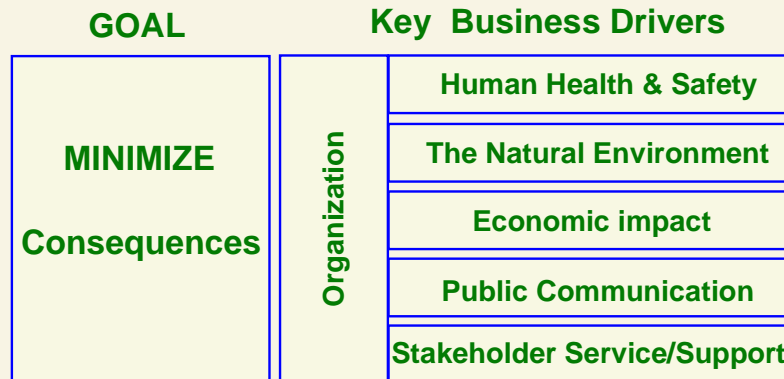 GOAL
Key Business Drivers
MINIMIZE
Consequences
Organization
Human Health & Safety
The Natural Environment
Economic impact
Public Communication
Stakeholder Service/Support